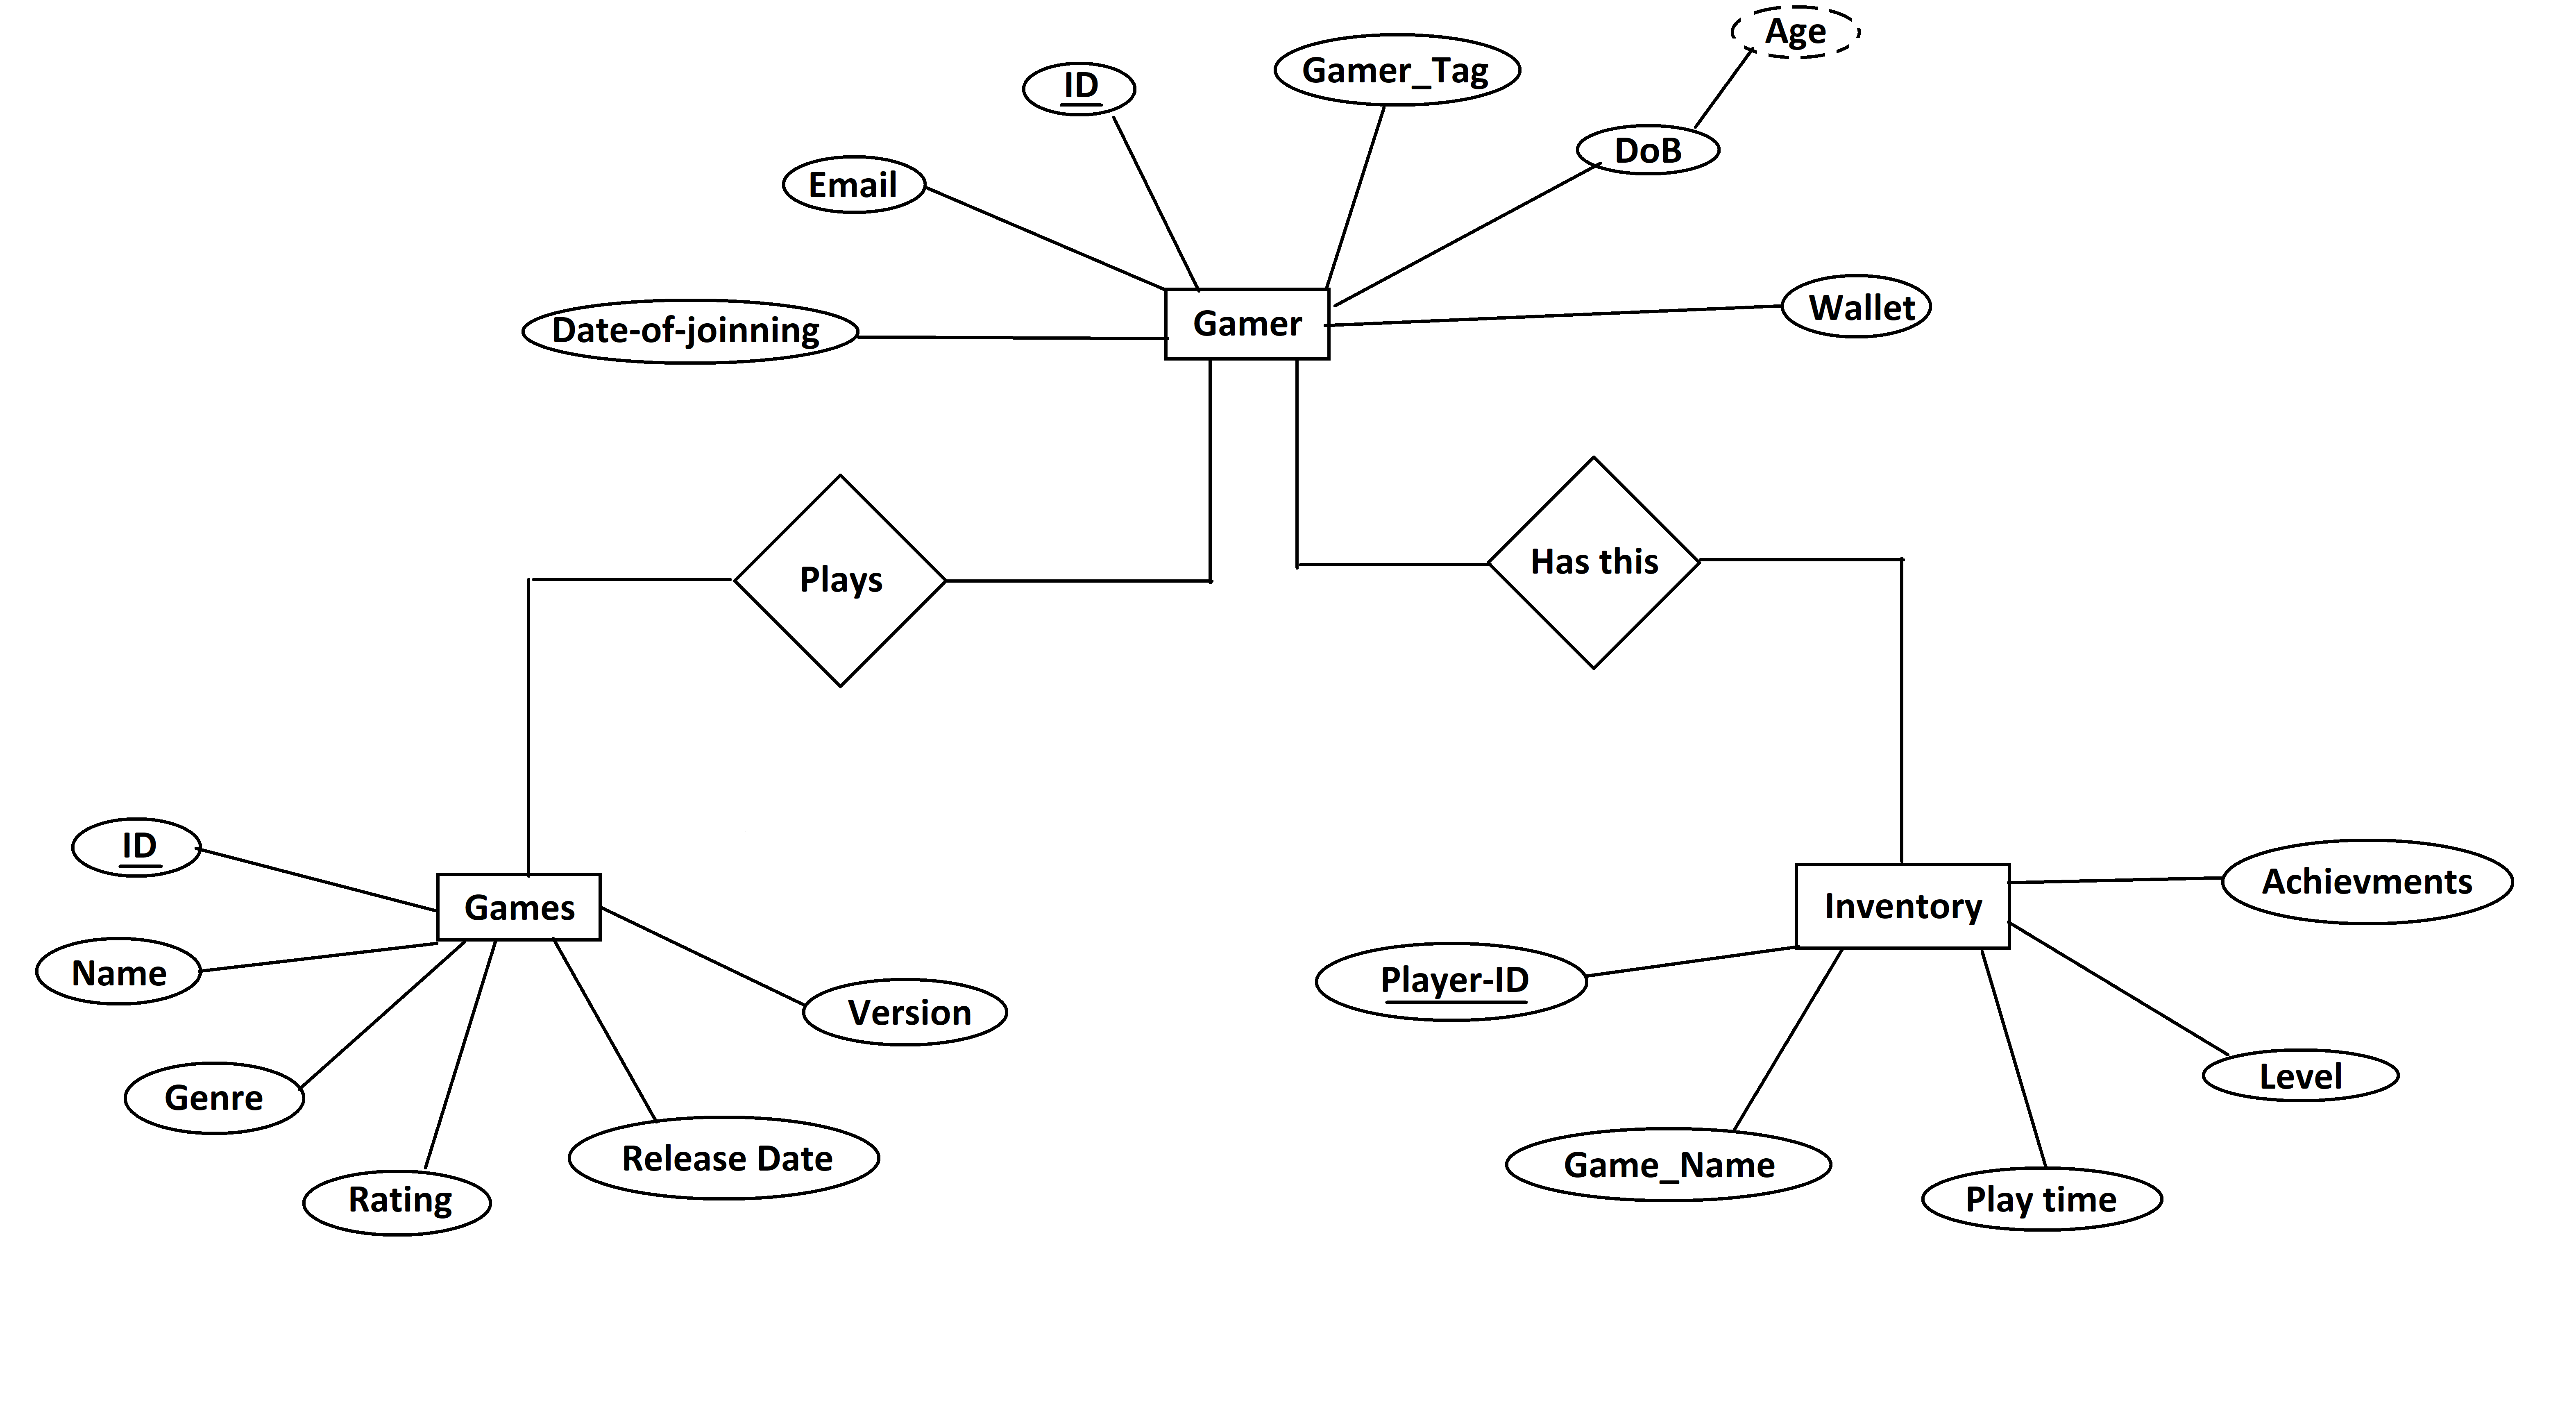 Age
Gamer_Tag
ID
DoB
Email
Wallet
Gamer
Date-of-joinning
Has this
Plays
ID
Achievments
Games
Inventory
Name
Player-ID
Version
Level
Genre
Release Date
Game_Name
Rating
Play time